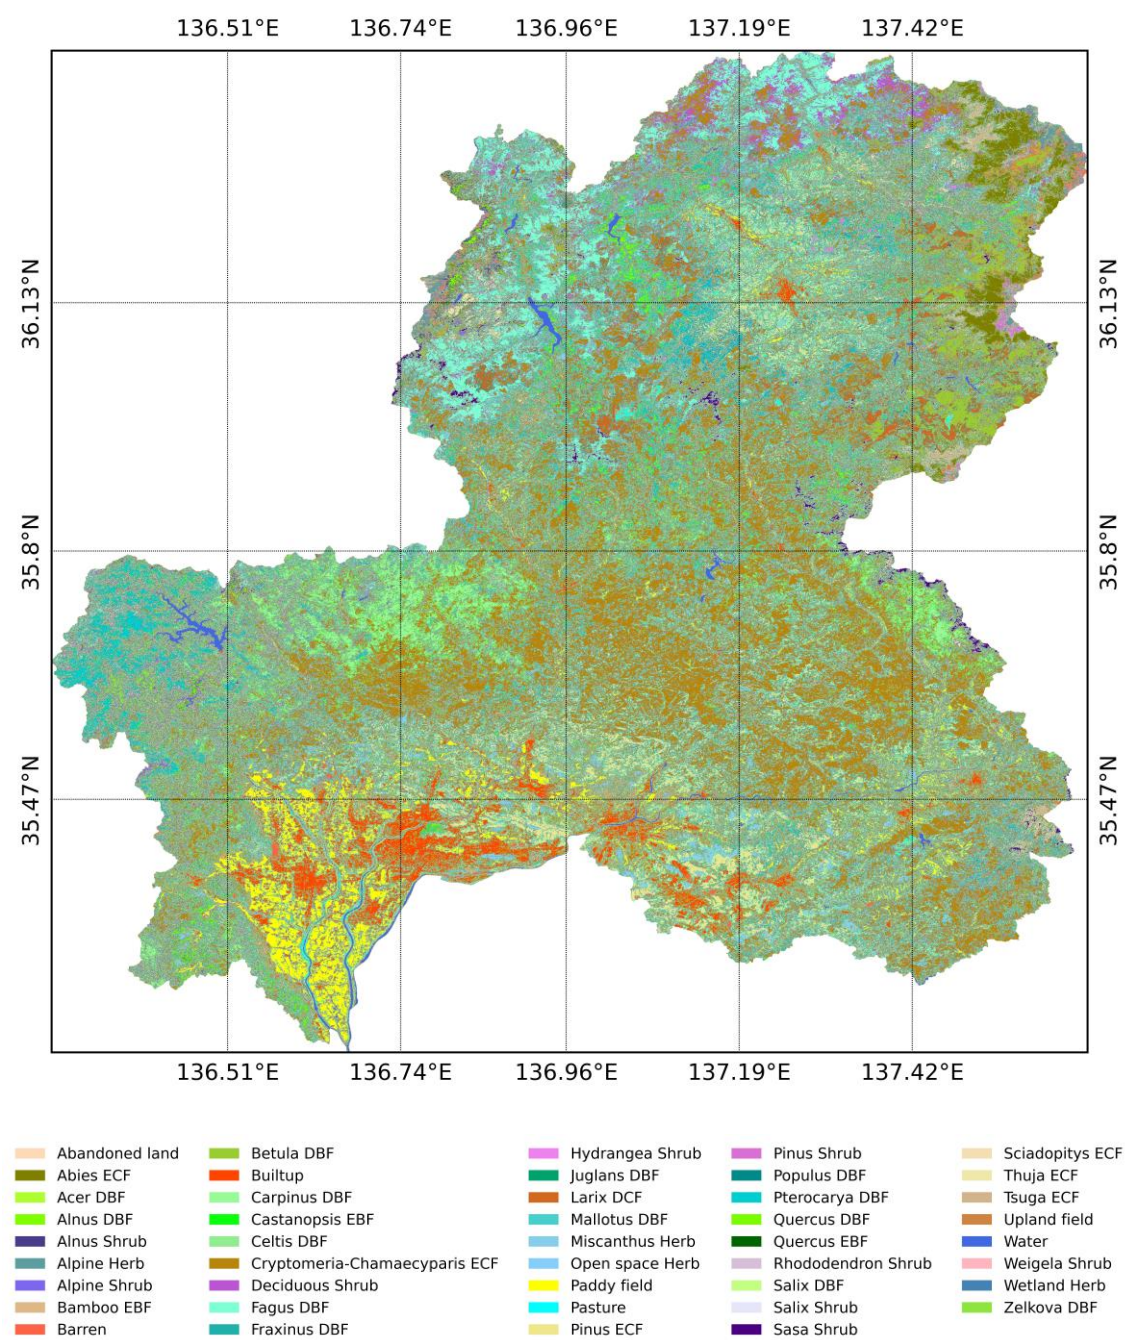 136.51°E 136.74°E 136.96°E 137.19°E 137.42°E
36.13°N 36.13°N
35.8°N 35.8°N
35.47°N 35.47°N
136.51°E 136.74°E 136.96°E 137.19°E 137.42°E
Abandoned land
Abies ECF
Acer DBF
Alnus DBF
Alnus Shrub
Alpine Herb
Alpine Shrub
Bamboo EBF
Barren
Betula DBF
Builtup
Carpinus DBF
Castanopsis EBF
Celtis DBF
Cryptomeria-Chamaecyparis ECF
Deciduous Shrub
Fagus DBF
Fraxinus DBF
Hydrangea Shrub
Juglans DBF
Larix DCF
Mallotus DBF
Miscanthus Herb
Open space Herb
Paddy field
Pasture
Pinus ECF
Pinus Shrub
Populus DBF
Pterocarya DBF
Quercus DBF
Quercus EBF
Rhododendron Shrub
Salix DBF
Salix Shrub
Sasa Shrub
Sciadopitys ECF
Thuja ECF
Tsuga ECF
Upland field
Water
Weigela Shrub
Wetland Herb
Zelkova DBF